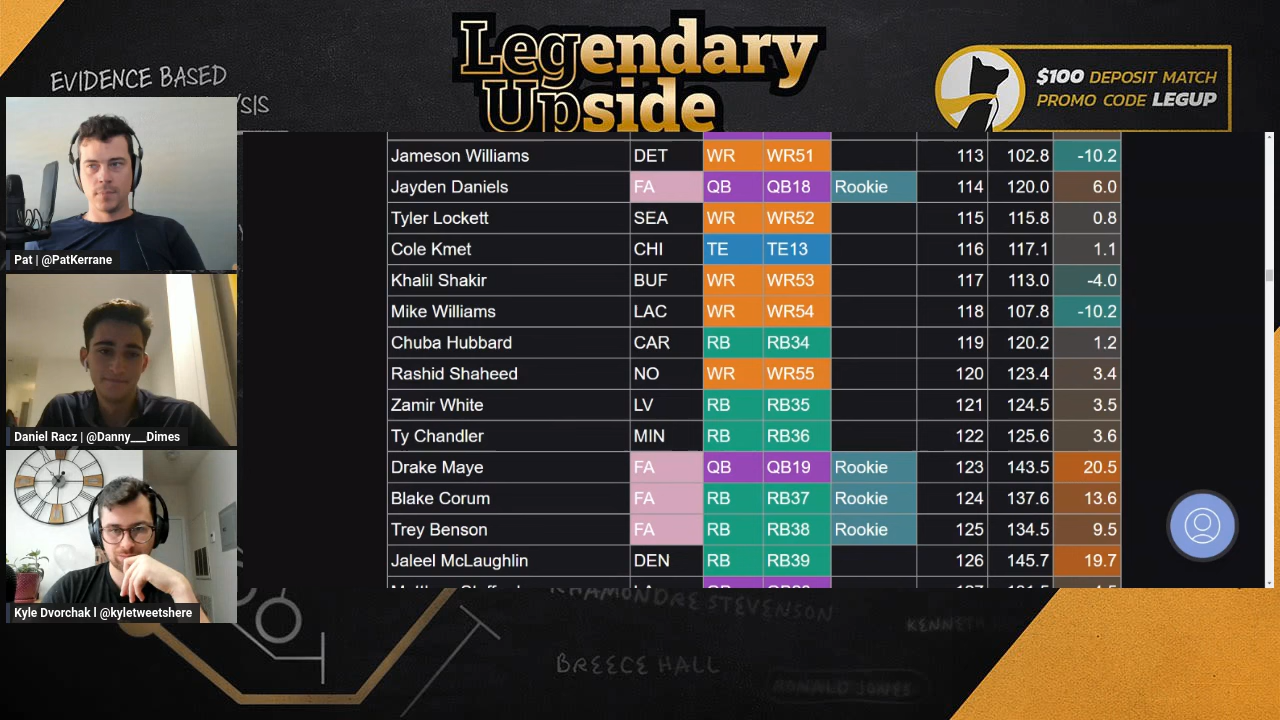 Legendary
Upside
EVIDENCE BASED
YSIS
$100 DEPOSIT MATCH
PROMO CODE LEGUP
Pat | @PatKerrane
Daniel Racz | @Danny___Dimes
Kyle Dvorchak l @kyletweetshere
Jameson Williams DET WR WR51 113 102.8 -10.2
Jayden Daniels FA QB QB18 Rookie 114 120.0 6.0
Tyler Lockett SEA WR WR52 115 115.8 0.8
Cole Kmet CHI TE TE13 116 117.1 1.1
Khalil Shakir BUF WR WR53 117 113.0 -4.0
Mike Williams LAC WR WR54 118 107.8 -10.2
Chuba Hubbard CAR RB RB34 119 120.2 1.2
Rashid Shaheed NO WR WR55 120 123.4 3.4
Zamir White LV RB RB35 121 124.5 3.5
Ty Chandler MIN RB RB36 122 125.6 3.6
Drake Maye FA QB QB19 Rookie 123 143.5 20.5
Blake Corum FA RB RB37 Rookie 124 137.6 13.6
Trey Benson FA RB RB38 Rookie 125 134.5 9.5
Jaleel McLaughlin DEN RB RB39 126 145.7 19.7
RHAMONDRE STEVENSON
KENNETH
BREECE HALL
RONALD JONES